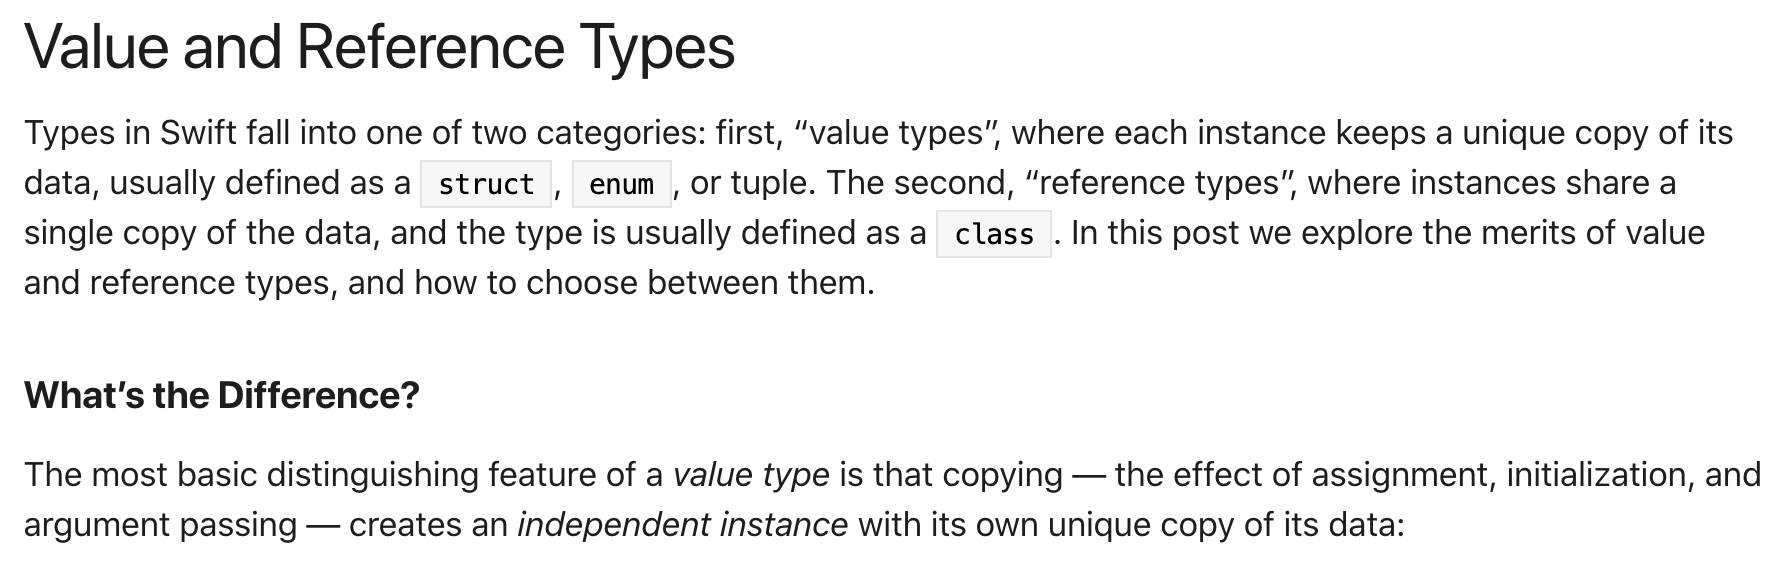 Value and Reference Types
Types in Swift fall into one of two categories: first, “value types”, where each instance keeps a unique copy of its
data, usually defined as a struct, enum, or tuple. The second, “reference types”, where instances share a
single copy of the data, and the type is usually defined as a class. In this post we explore the merits of value
and reference types, and how to choose between them.
What’s the Difference?
The most basic distinguishing feature of a value type is that copying — the effect of assignment, initialization, and
argument passing — creates an independent instance with its own unique copy of its data: